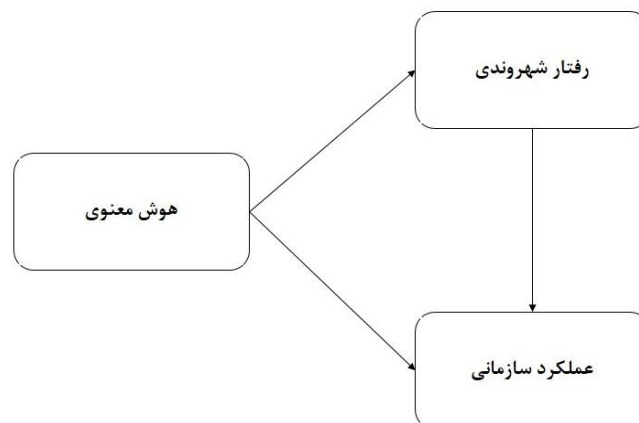 رفتار شهروندی
هوش معنوی
عملکرد سازمانی